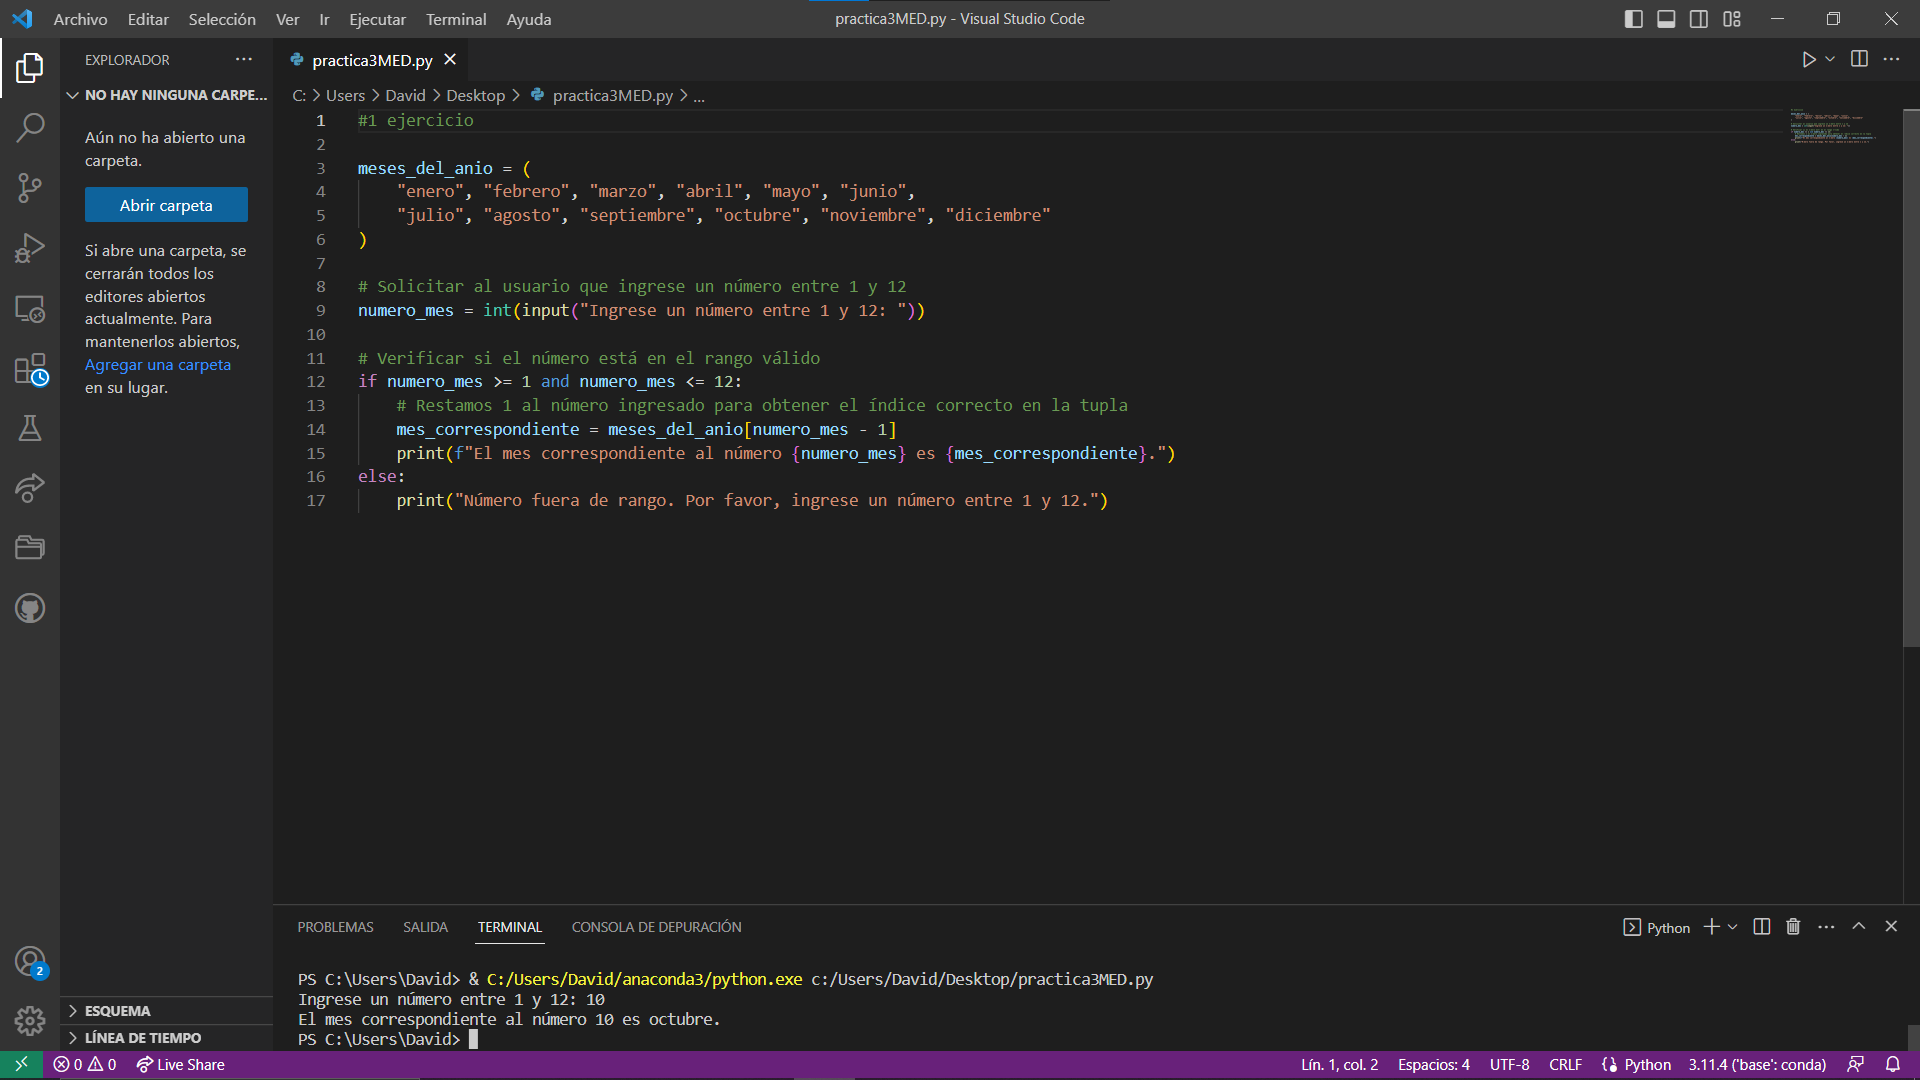 Archivo Editar Selección Ver Ir Ejecutar Terminal Ayuda
practica3MED.py - Visual Studio Code
EXPLORADOR
NO HAY NINGUNA CARPE...
Aún no ha abierto una
carpeta.
Abrir carpeta
Si abre una carpeta, se
cerrarán todos los
editores abiertos
actualmente. Para
mantenerlos abiertos,
Agregar una carpeta
en su lugar.
2
ESQUEMA
LÍNEA DE TIEMPO
practica3MED.py
C: > Users > David > Desktop > practica3MED.py > ...
1 #1 ejercicio
2
3 meses_del_anio = (
4     "enero", "febrero", "marzo", "abril", "mayo", "junio",
5     "julio", "agosto", "septiembre", "octubre", "noviembre", "diciembre"
6 )
7
8 # Solicitar al usuario que ingrese un número entre 1 y 12
9 numero_mes = int(input("Ingrese un número entre 1 y 12: "))
10
11 # Verificar si el número está en el rango válido
12 if numero_mes >= 1 and numero_mes <= 12:
13     # Restamos 1 al número ingresado para obtener el índice correcto en la tupla
14     mes_correspondiente = meses_del_anio[numero_mes - 1]
15     print(f"El mes correspondiente al número {numero_mes} es {mes_correspondiente}.")
16 else:
17     print("Número fuera de rango. Por favor, ingrese un número entre 1 y 12.")
PROBLEMAS SALIDA TERMINAL CONSOLA DE DEPURACIÓN
Python
PS C:\Users\David> & C:/Users/David/anaconda3/python.exe c:/Users/David/Desktop/practica3MED.py
Ingrese un número entre 1 y 12: 10
El mes correspondiente al número 10 es octubre.
PS C:\Users\David>
0 0 Live Share
Lín. 1, col. 2 Espacios: 4 UTF-8 CRLF Python 3.11.4 ('base': conda)